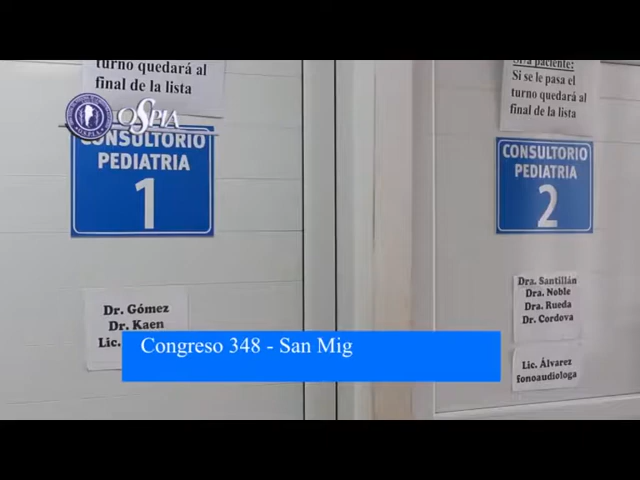 turno quedará al
final de la lista
OSPIA
CONSULTORIO
PEDIATRIA
1
Dr. Gómez
Dr. Kaen
Lic.
Sr/a paciente:
Si se le pasa el
turno quedará al
final de la lista
CONSULTORIO
PEDIATRIA
2
Dra. Santillán
Dra. Noble
Dra. Rueda
Dr. Cordova
Lic. Álvarez
fonoaudiologa
Congreso 348 - San Mig